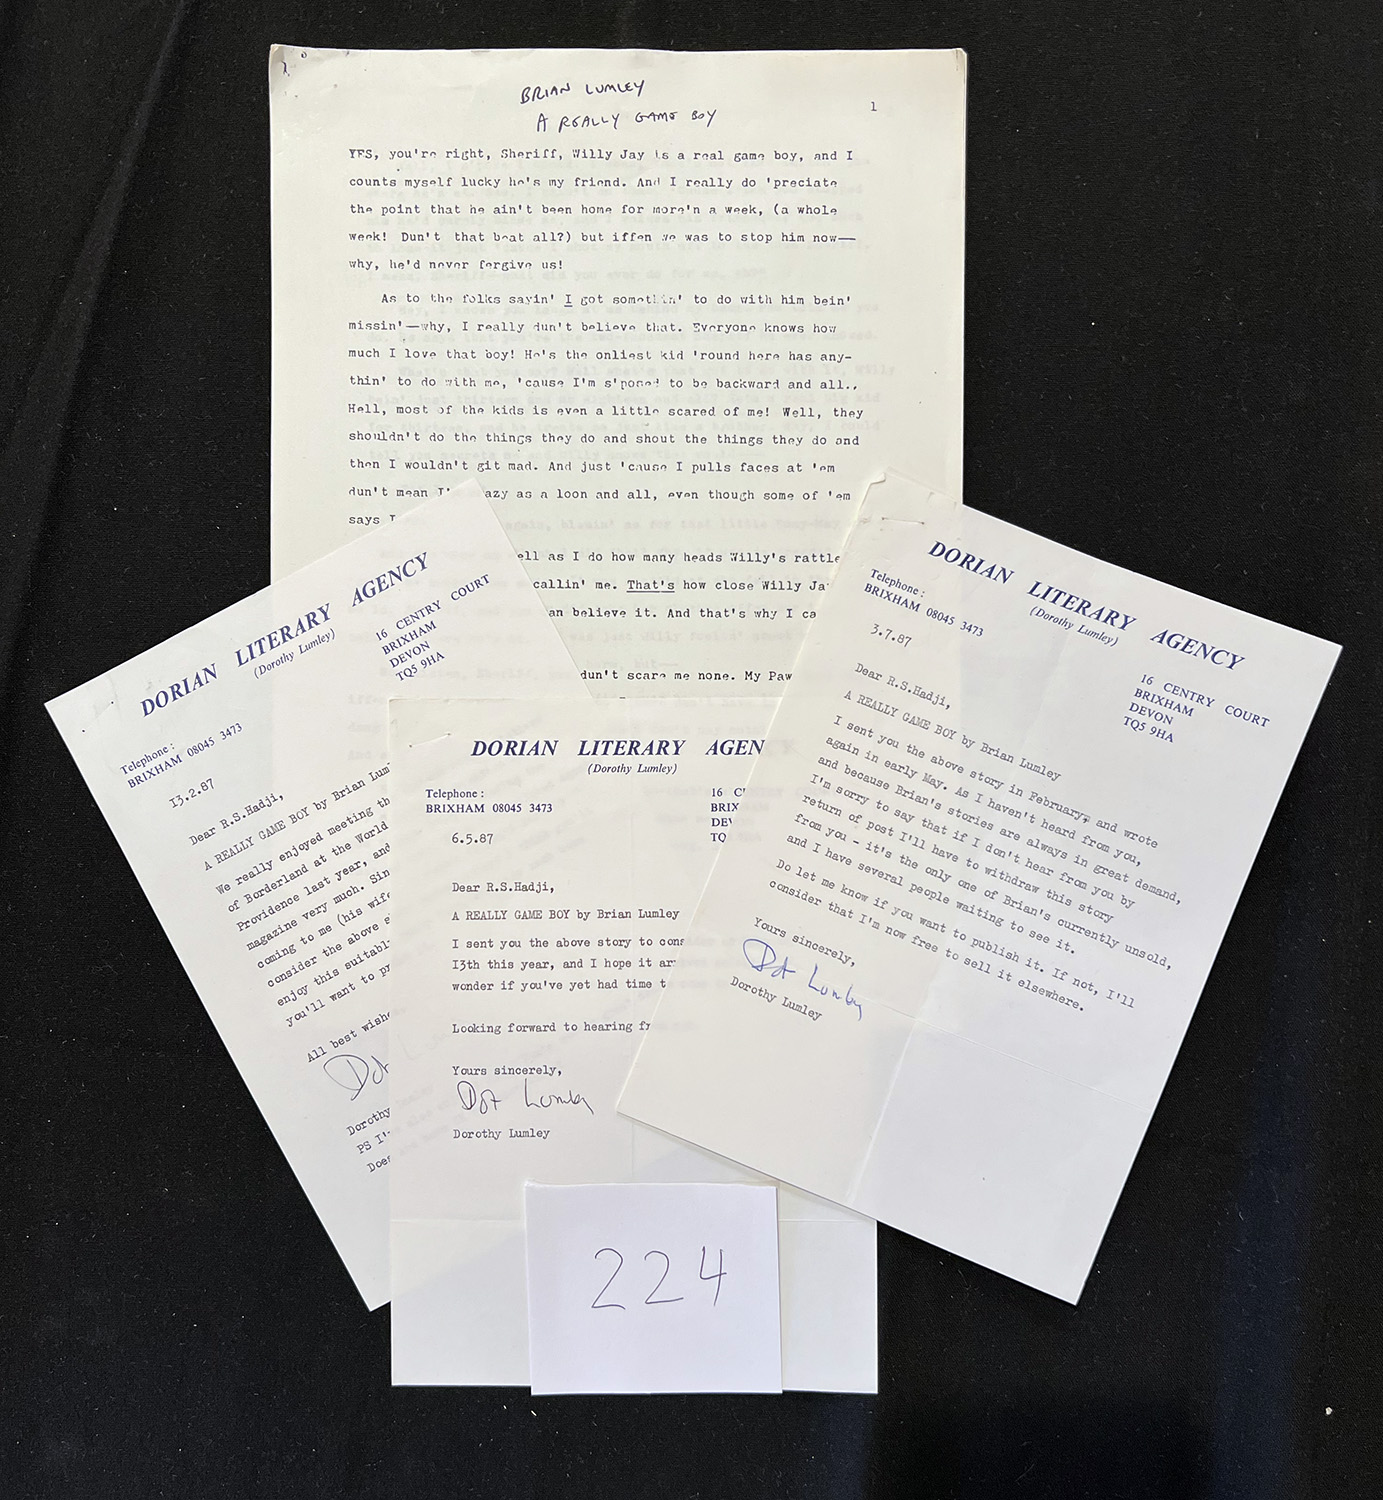 BRIAN LUMLEY
A REALLY GAME BOY
1
YES, you're right, Sheriff, Willy Jay is a real game boy, and I
counts myself lucky he's my friend. And I really do 'preciate
the point that he ain't been home for more'n a week, (a whole
week! Dun't that beat all?) but iffen we was to stop him now—
why, he'd never forgive us!
As to the folks sayin' I got somethin' to do with him bein'
missin'—why, I really dun't believe that. Everyone knows how
much I love that boy! He's the onliest kid 'round here has any-
thin' to do with me, 'cause I'm s'posed to be backward and all..
Hell, most of the kids is even a little scared of me! Well, they
shouldn't do the things they do and shout the things they do and
then I wouldn't git mad. And just 'cause I pulls faces at 'em
dun't mean I' azy as a loon and all, even though some of 'em
says I
ell as I do how many heads Willy's rattle
callin' me. That's how close Willy Ja
an believe it. And that's why I ca
dun't scare me none. My Paw
DORIAN LITERARY AGENCY
(Dorothy Lumley)
16 CENTRY COURT
BRIXHAM
DEVON
TQ5 9HA
Telephone:
BRIXHAM 08045 3473
13.2.87
Dear R.S.Hadji,
A REALLY GAME BOY by Brian Luml
We really enjoyed meeting th
of Borderland at the World
Providence last year, and
magazine very much. Sin
coming to me (his wife
consider the above s
enjoy this suitabl
you'll want to p
All best wishe
Dot
Dorothy
PS I'
Does
DORIAN LITERARY AGEN
(Dorothy Lumley)
Telephone:
BRIXHAM 08045 3473
16 C
BRIX
DEV
TQ
6.5.87
Dear R.S.Hadji,
A REALLY GAME BOY by Brian Lumley
I sent you the above story to cons
13th this year, and I hope it ar
wonder if you've yet had time t
Looking forward to hearing fr
Yours sincerely,
Dot Lumley
Dorothy Lumley
DORIAN LITERARY AGENCY
(Dorothy Lumley)
Telephone:
BRIXHAM 08045 3473
16 CENTRY COURT
BRIXHAM
DEVON
TQ5 9HA
3.7.87
Dear R.S.Hadji,
A REALLY GAME BOY by Brian Lumley
I sent you the above story in February, and wrote
again in early May. As I haven't heard from you,
and because Brian's stories are always in great demand,
I'm sorry to say that if I don't hear from you by
return of post I'll have to withdraw this story
from you - it's the only one of Brian's currently unsold,
and I have several people waiting to see it.
Do let me know if you want to publish it. If not, I'll
consider that I'm now free to sell it elsewhere.
Yours sincerely,
Dot Lumley
Dorothy Lumley
224